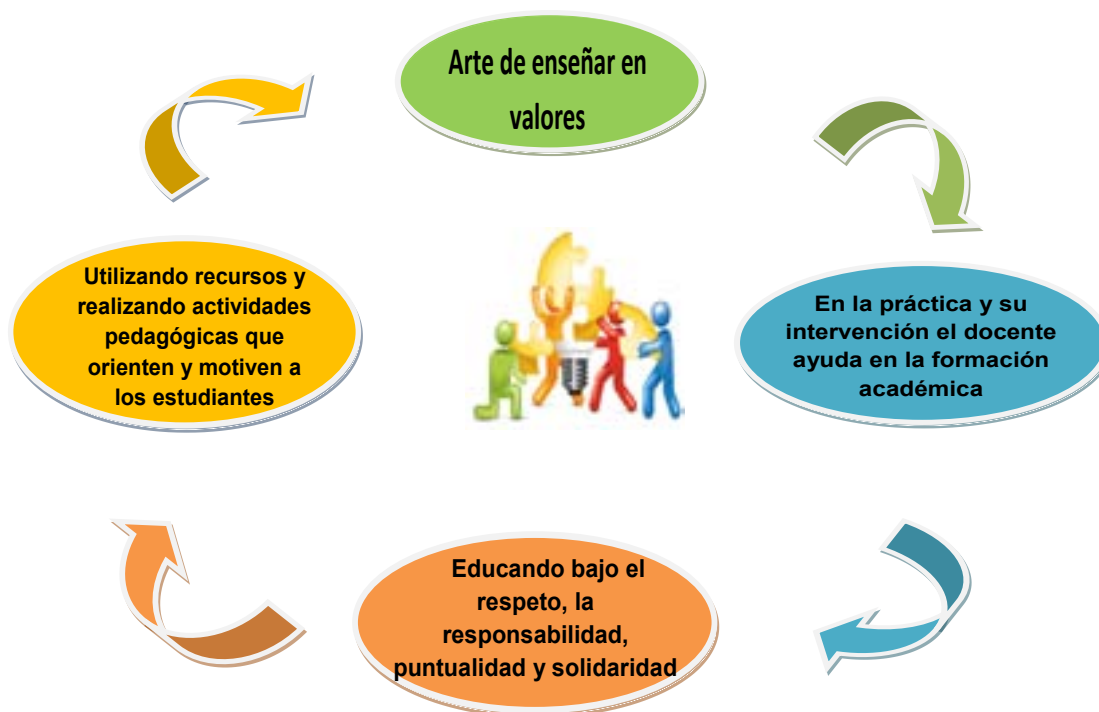 Arte de enseñar en
valores
En la práctica y su
intervención el docente
ayuda en la formación
académica
Educando bajo el
respeto, la
responsabilidad,
puntualidad y solidaridad
Utilizando recursos y
realizando actividades
pedagógicas que
orienten y motiven a
los estudiantes